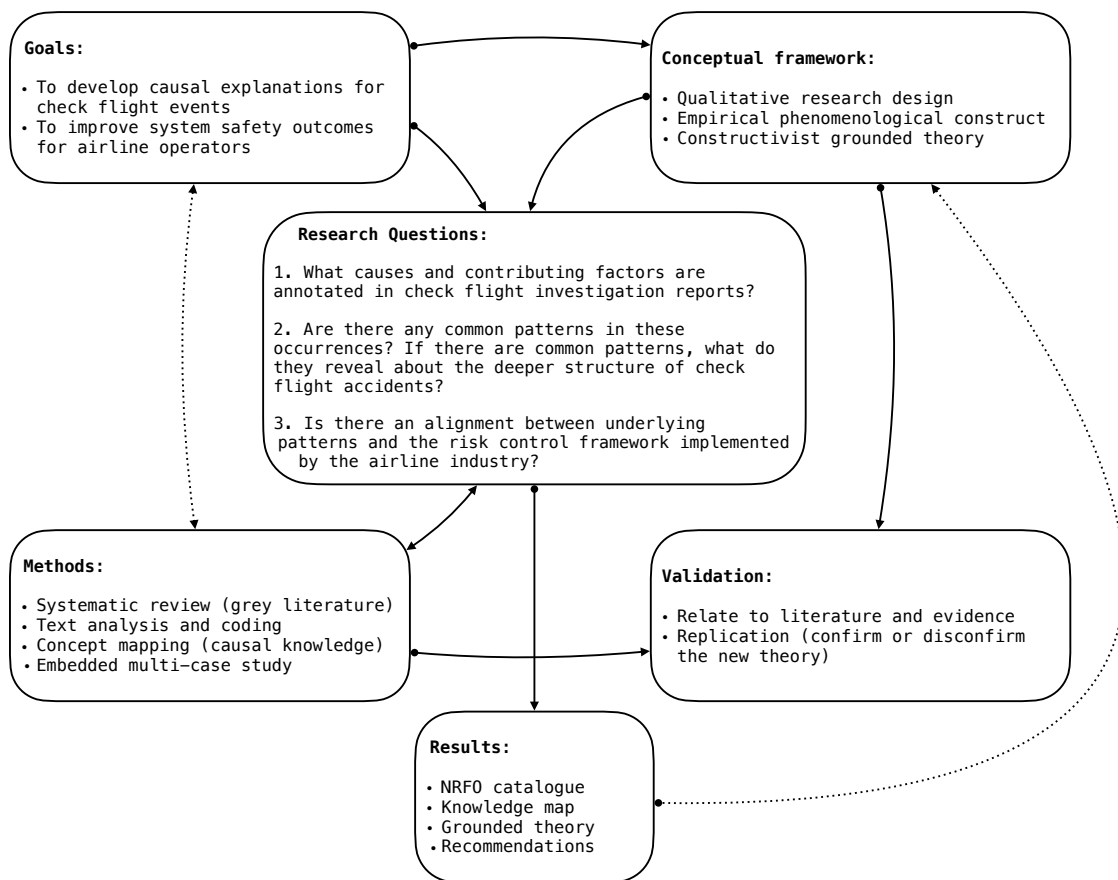 Goals:
• To develop causal explanations for
check flight events
• To improve system safety outcomes
for airline operators
Conceptual framework:
• Qualitative research design
• Empirical phenomenological construct
• Constructivist grounded theory
Research Questions:
1. What causes and contributing factors are
annotated in check flight investigation reports?
2. Are there any common patterns in these
occurrences? If there are common patterns, what do
they reveal about the deeper structure of check
flight accidents?
3. Is there an alignment between underlying
patterns and the risk control framework implemented
by the airline industry?
Methods:
• Systematic review (grey literature)
• Text analysis and coding
• Concept mapping (causal knowledge)
• Embedded multi−case study
Validation:
• Relate to literature and evidence
• Replication (confirm or disconfirm
the new theory)
Results:
• NRFO catalogue
• Knowledge map
• Grounded theory
• Recommendations